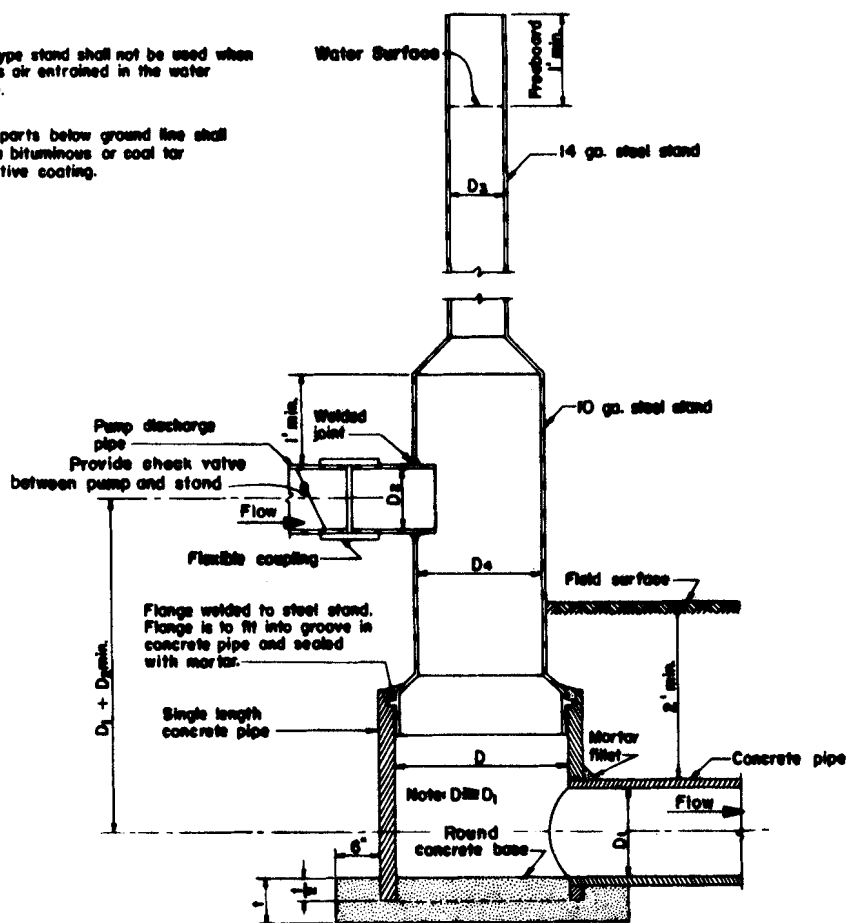 ype stand shall not be used when
s air entrained in the water
parts below ground line shall
bituminous or coal tar
tive coating.
Water Surface
Freeboard
1' min.
14 ga. steel stand
D3
10 ga. steel stand
1' min.
Welded
joint
Pump discharge
pipe
Provide check valve
between pump and stand
D2
Flow
Flexible coupling
D4
Field surface
Flange welded to steel stand.
Flange is to fit into groove in
concrete pipe and sealed
with mortar.
D1 + D2 min.
2' min.
Single length
concrete pipe
Mortar
fillet
Concrete pipe
D
Note: D≥D1
Flow
D1
Round
concrete base
6"
t